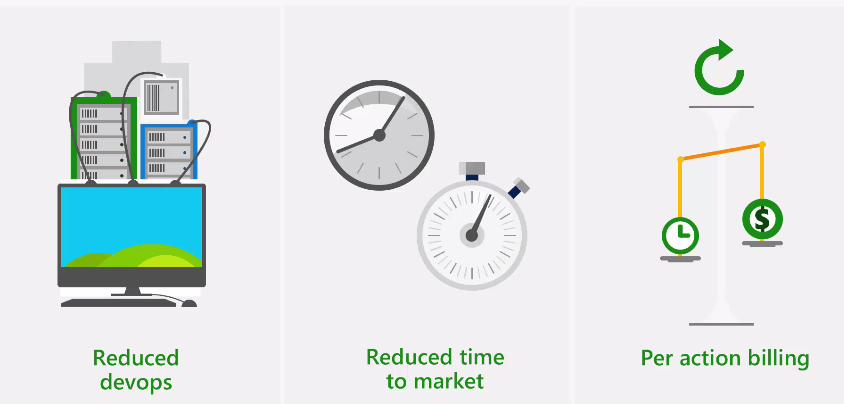 $
Reduced
devops
Reduced time
to market
Per action billing